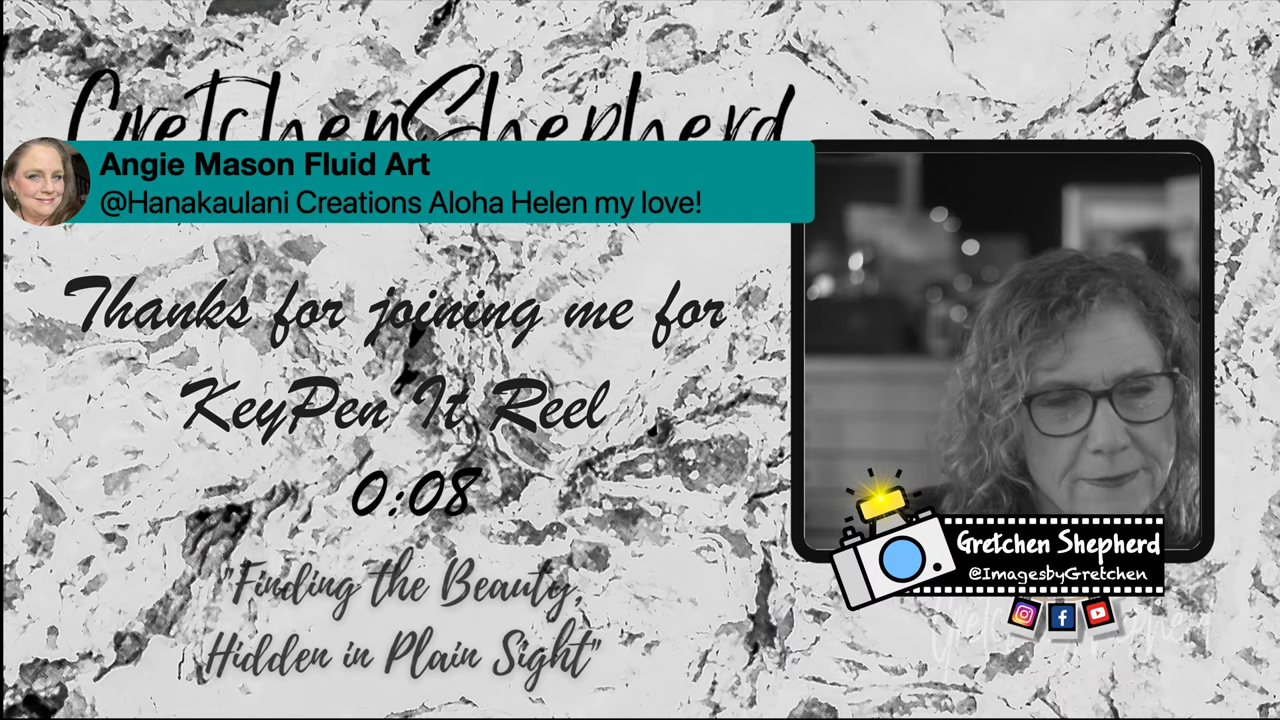 GretchenShepherd
Angie Mason Fluid Art
@Hanakaulani Creations Aloha Helen my love!
Thanks for joining me for
KeyPen It Reel
0:08
"Finding the Beauty,
Hidden in Plain Sight"
Gretchen Shepherd
@ImagesbyGretchen